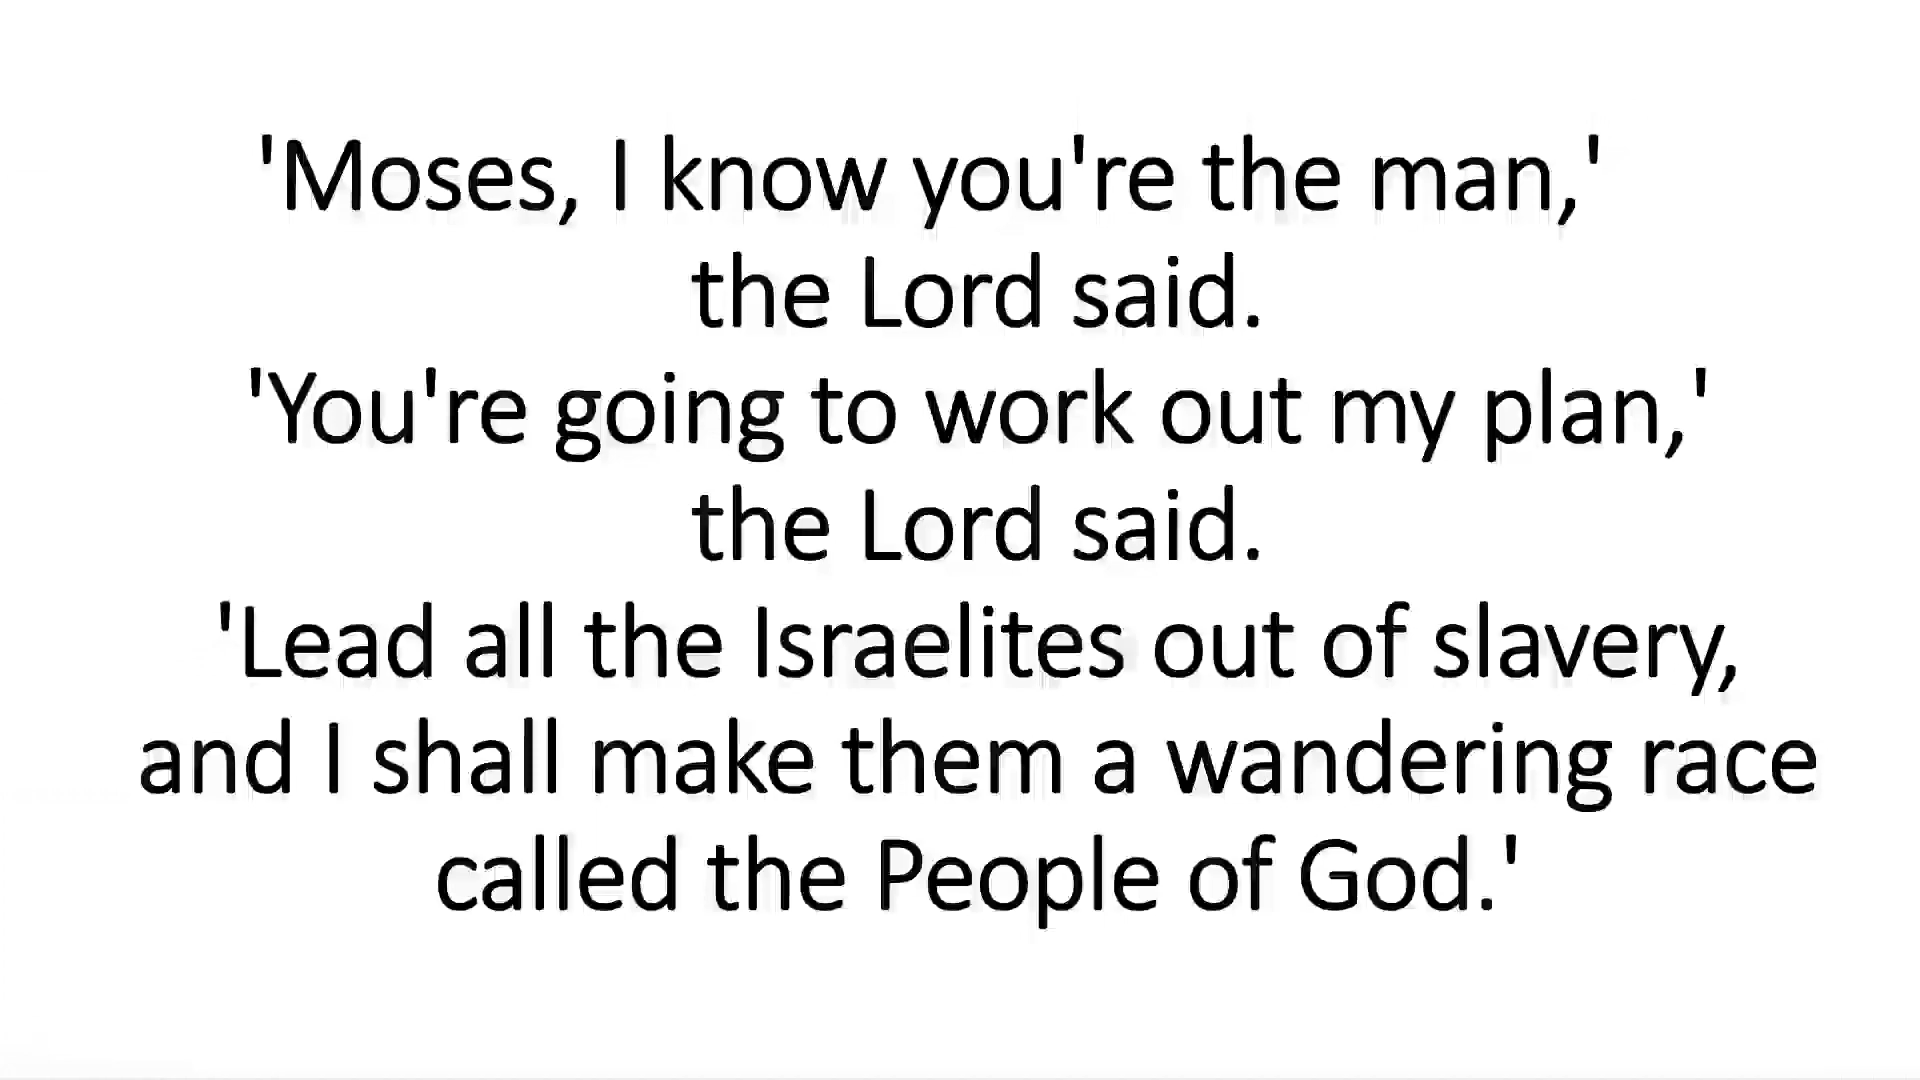 'Moses, I know you're the man,'
the Lord said.
'You're going to work out my plan,'
the Lord said.
'Lead all the Israelites out of slavery,
and I shall make them a wandering race
called the People of God.'